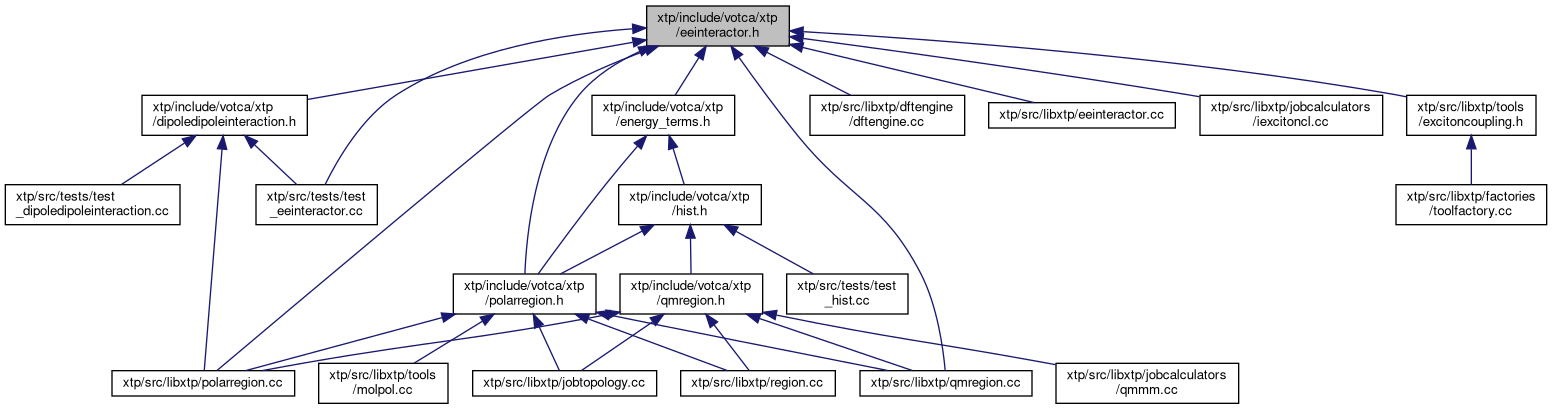 xtp/include/votca/xtp
/eeinteractor.h
xtp/include/votca/xtp
/dipoledipoleinteraction.h
xtp/include/votca/xtp
/energy_terms.h
xtp/src/libxtp/dftengine
/dftengine.cc
xtp/src/libxtp/eeinteractor.cc
xtp/src/libxtp/jobcalculators
/iexcitoncl.cc
xtp/src/libxtp/tools
/excitoncoupling.h
xtp/src/tests/test
_dipoledipoleinteraction.cc
xtp/src/tests/test
_eeinteractor.cc
xtp/include/votca/xtp
/hist.h
xtp/src/libxtp/factories
/toolfactory.cc
xtp/include/votca/xtp
/polarregion.h
xtp/include/votca/xtp
/qmregion.h
xtp/src/tests/test
_hist.cc
xtp/src/libxtp/polarregion.cc
xtp/src/libxtp/tools
/molpol.cc
xtp/src/libxtp/jobtopology.cc
xtp/src/libxtp/region.cc
xtp/src/libxtp/qmregion.cc
xtp/src/libxtp/jobcalculators
/qmmm.cc